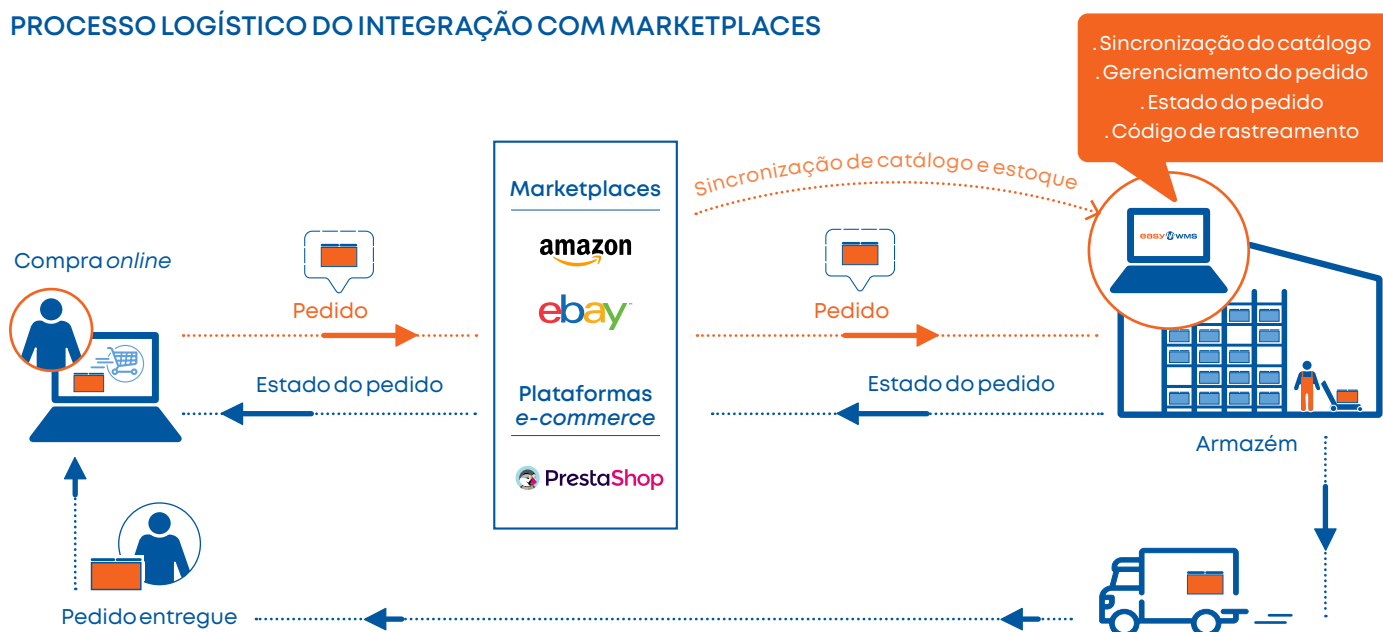 PROCESSO LOGÍSTICO DO INTEGRAÇÃO COM MARKETPLACES
. Sincronização do catálogo
. Gerenciamento do pedido
. Estado do pedido
. Código de rastreamento
Compra online
Pedido
Estado do pedido
Marketplaces
amazon
ebay™
Plataformas
e-commerce
PrestaShop
Sincronização de catálogo e estoque
Pedido
Estado do pedido
easy WMS
Armazém
Pedido entregue